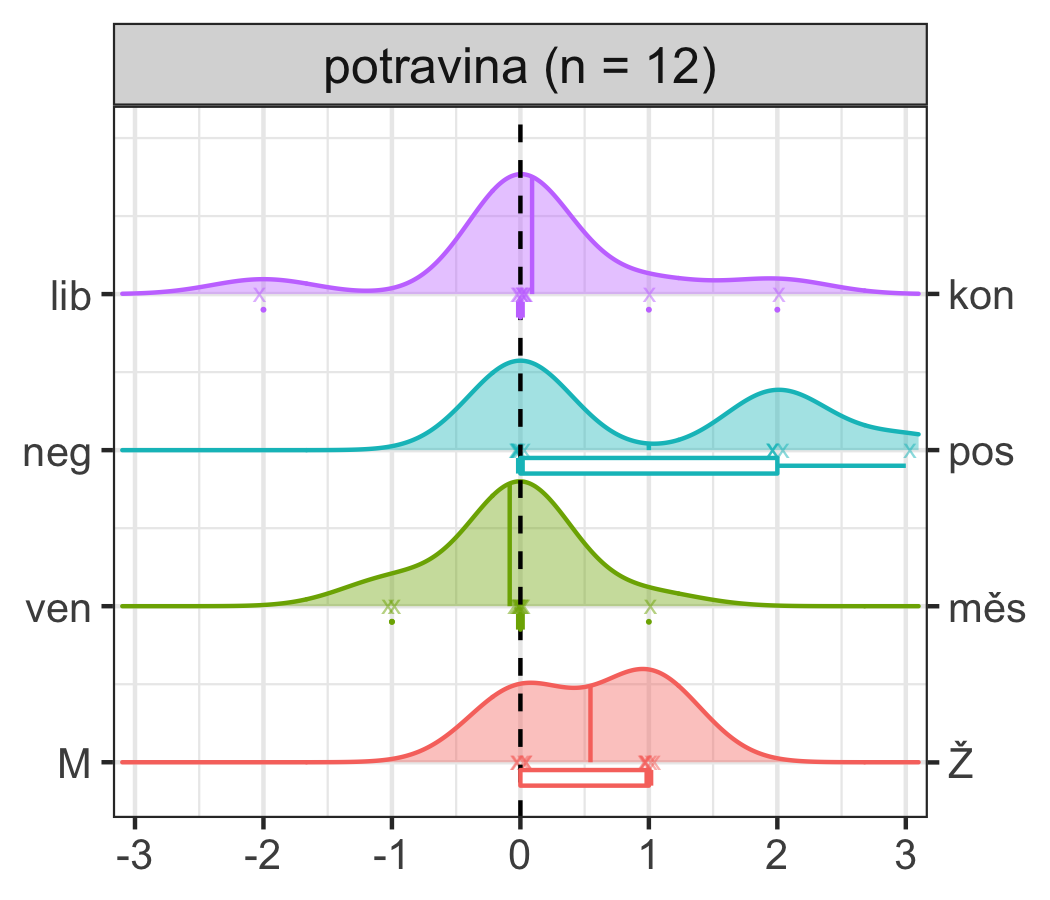 potravina (n = 12)
lib kon
neg pos
ven měs
M Ž
-3 -2 -1 0 1 2 3